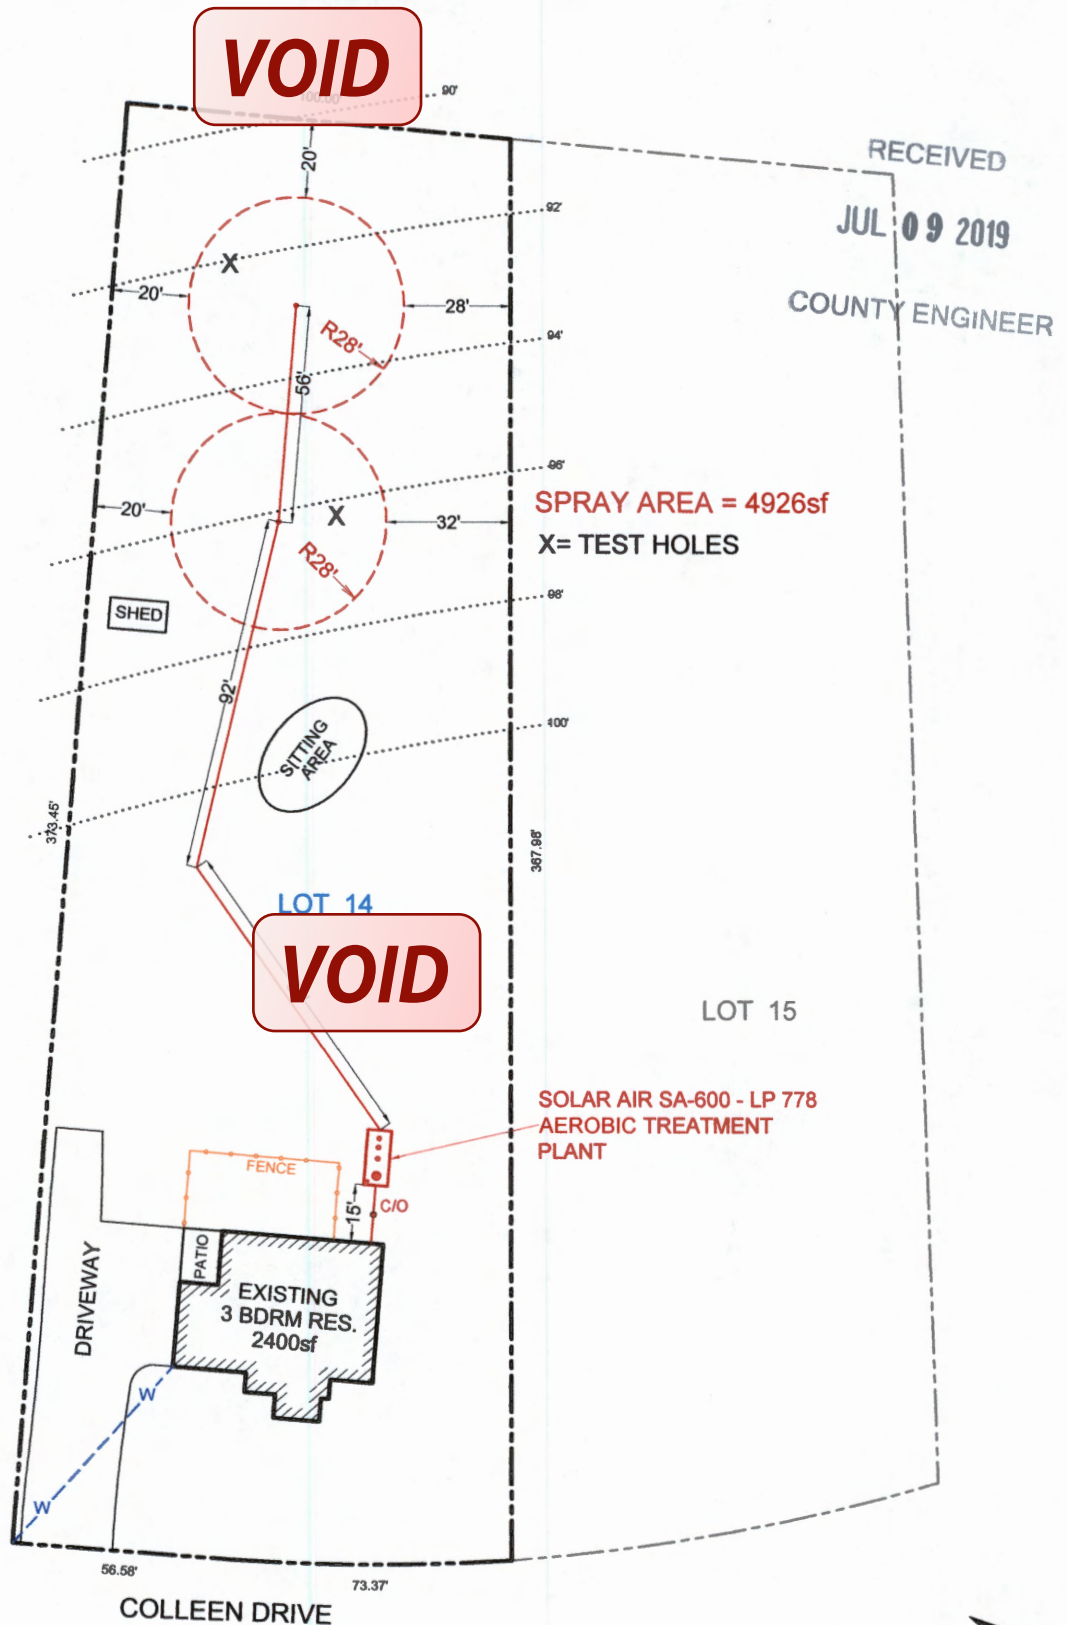 VOID
100.00'
90'
RECEIVED
JUL 09 2019
COUNTY ENGINEER
20'
92'
X
20'
28'
94'
R28'
56'
96'
20'
X
32'
SPRAY AREA = 4926sf
X= TEST HOLES
R28'
98'
SHED
92'
100'
SITTING
AREA
373.45'
367.98'
LOT 14
VOID
LOT 15
SOLAR AIR SA-600 - LP 778
AEROBIC TREATMENT
PLANT
FENCE
C/O
15'
PATIO
DRIVEWAY
EXISTING
3 BDRM RES.
2400sf
W
W
56.58'
73.37'
COLLEEN DRIVE